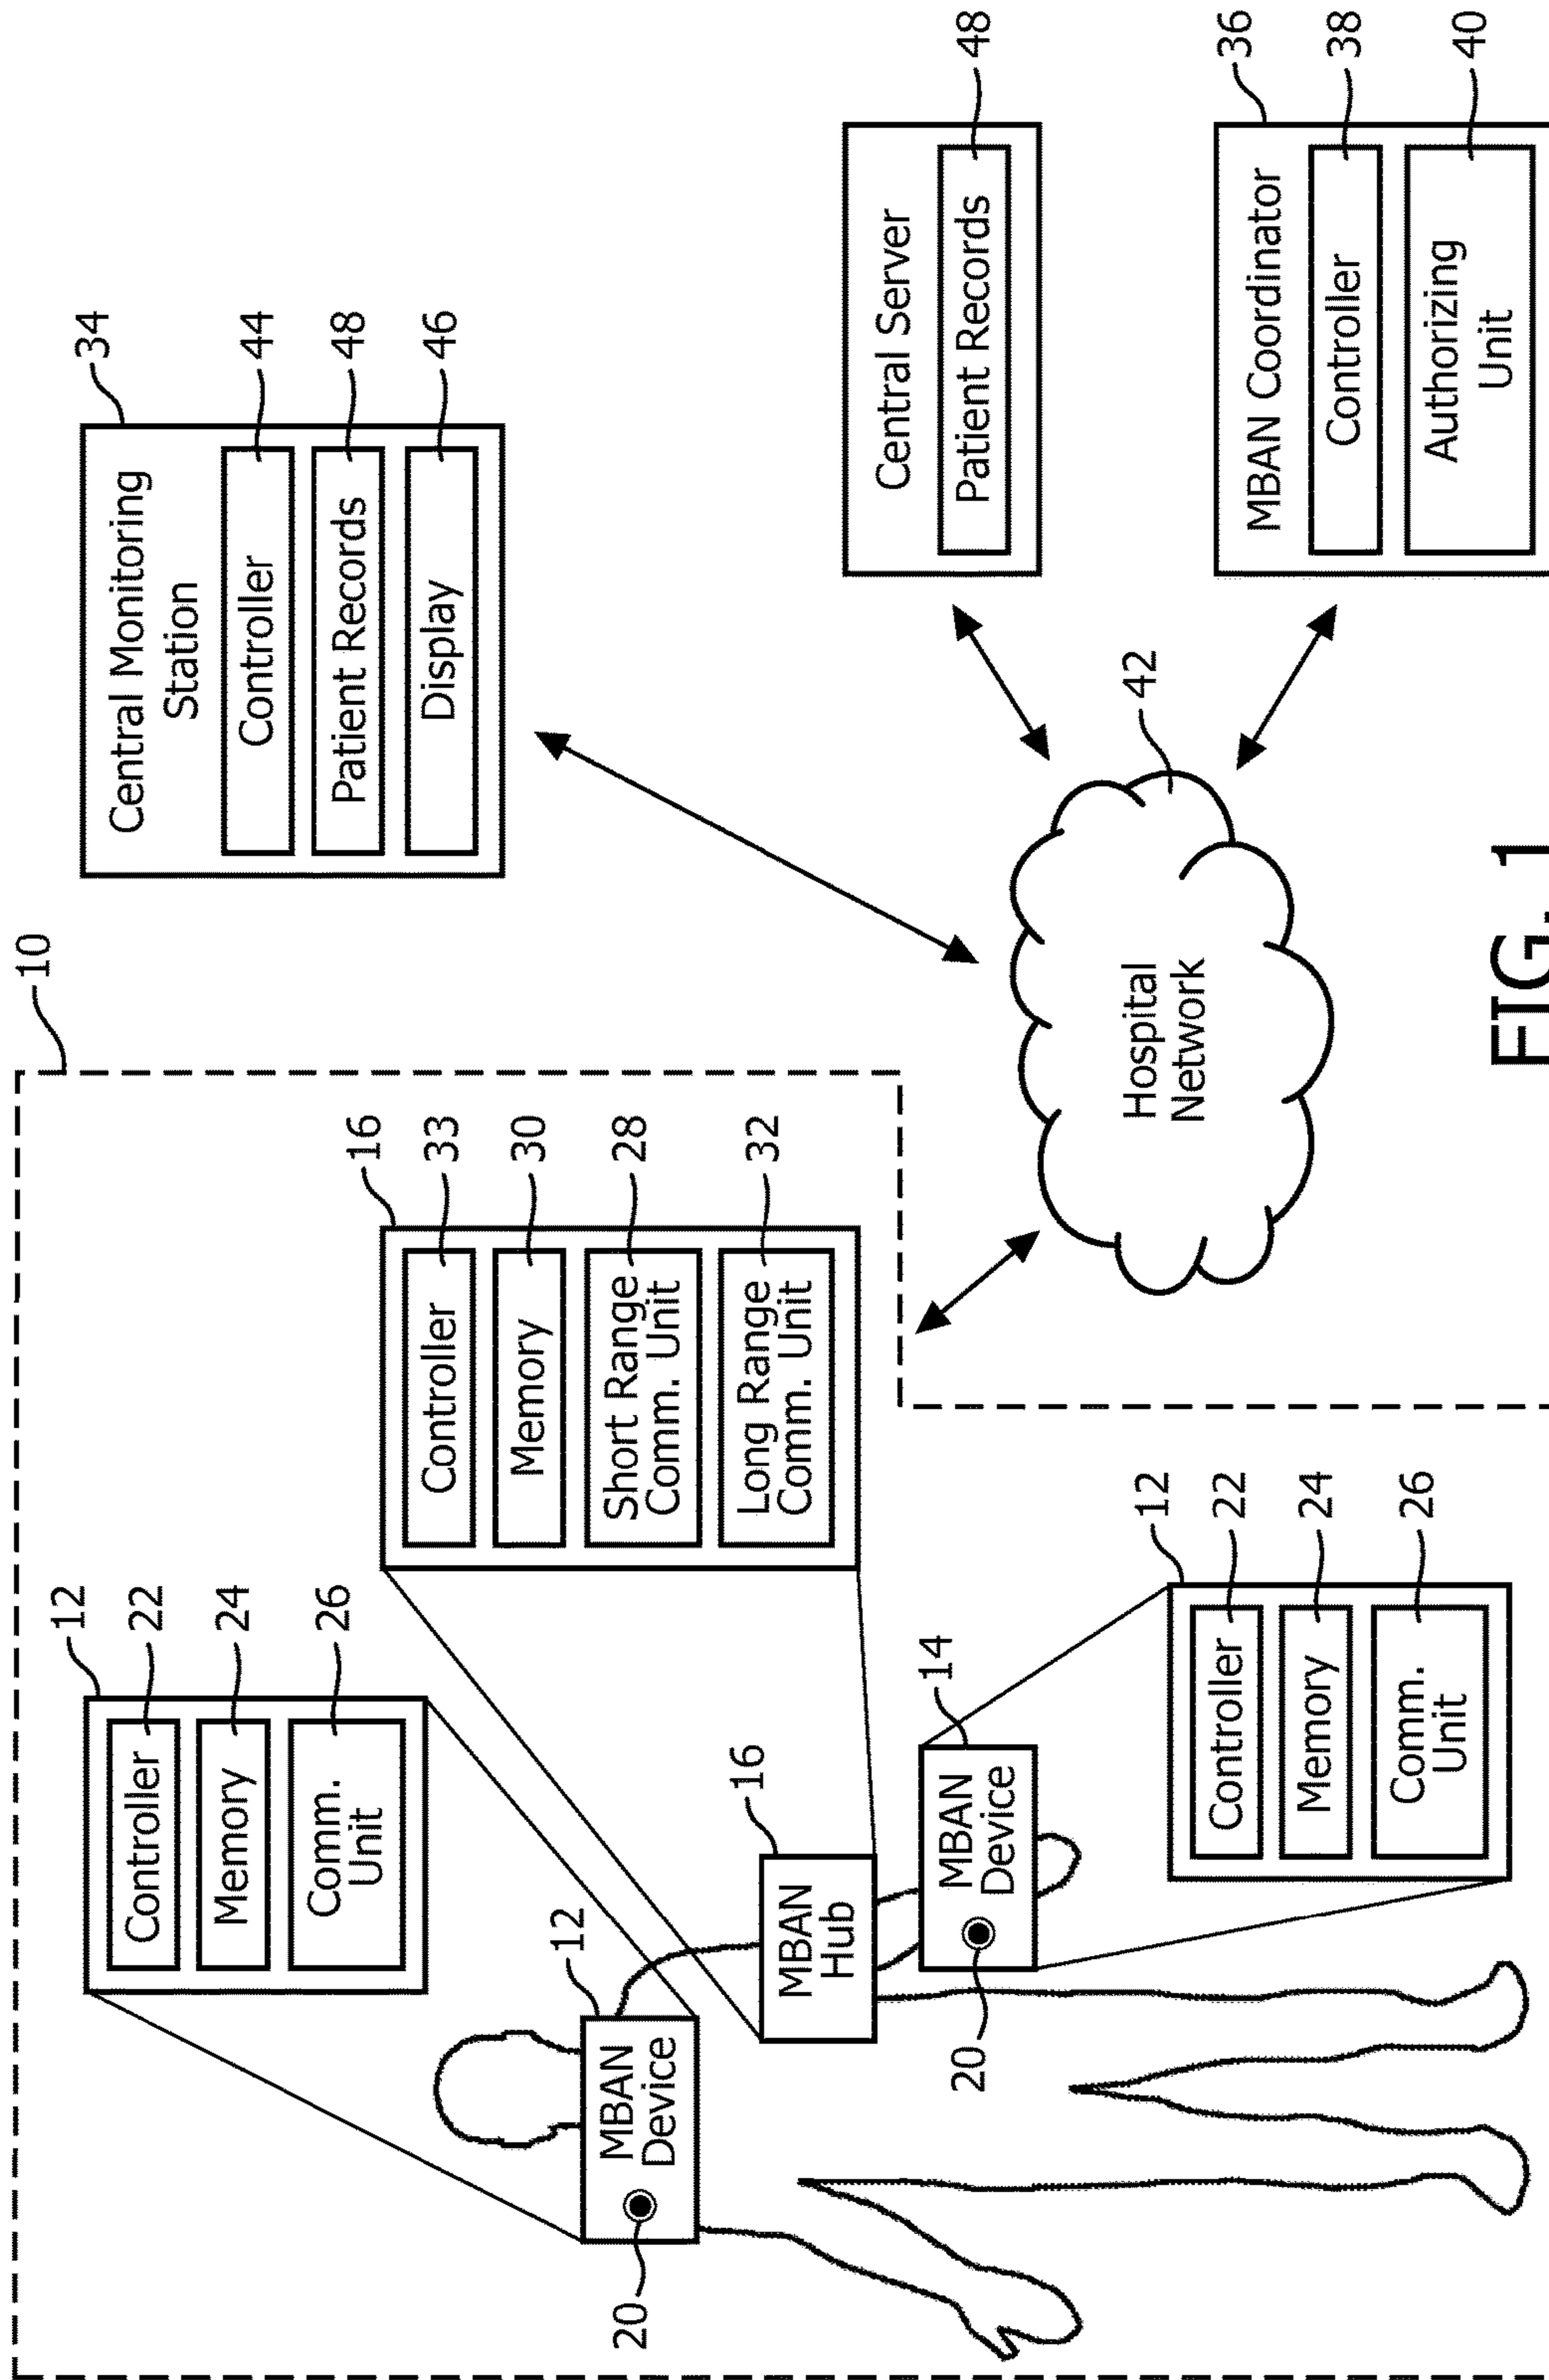 10
12
Controller
22
Memory
24
Comm.
Unit
26
16
Controller
33
Memory
30
Short Range
Comm. Unit
28
Long Range
Comm. Unit
32
34
Central Monitoring
Station
Controller
44
Patient Records
48
Display
46
MBAN
Device
12
20
MBAN
Hub
16
MBAN
Device
14
20
12
Controller
22
Memory
24
Comm.
Unit
26
Hospital
Network
42
Central Server
Patient Records
48
MBAN Coordinator
36
Controller
38
Authorizing
Unit
40
FIG. 1